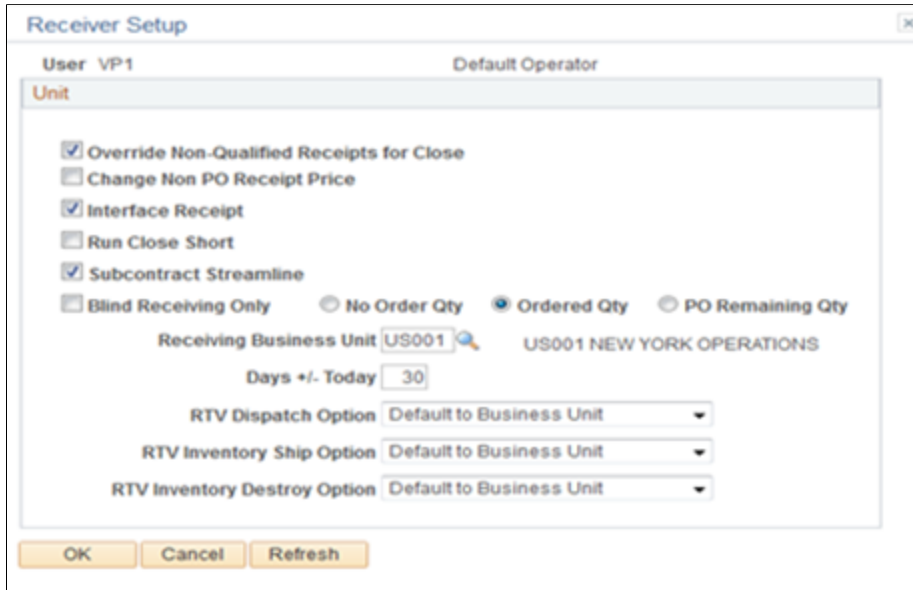 Receiver Setup
User VP1 Default Operator
Unit
Override Non-Qualified Receipts for Close
Change Non PO Receipt Price
Interface Receipt
Run Close Short
Subcontract Streamline
Blind Receiving Only No Order Qty Ordered Qty PO Remaining Qty
Receiving Business Unit US001 US001 NEW YORK OPERATIONS
Days +/- Today 30
RTV Dispatch Option Default to Business Unit
RTV Inventory Ship Option Default to Business Unit
RTV Inventory Destroy Option Default to Business Unit
OK Cancel Refresh